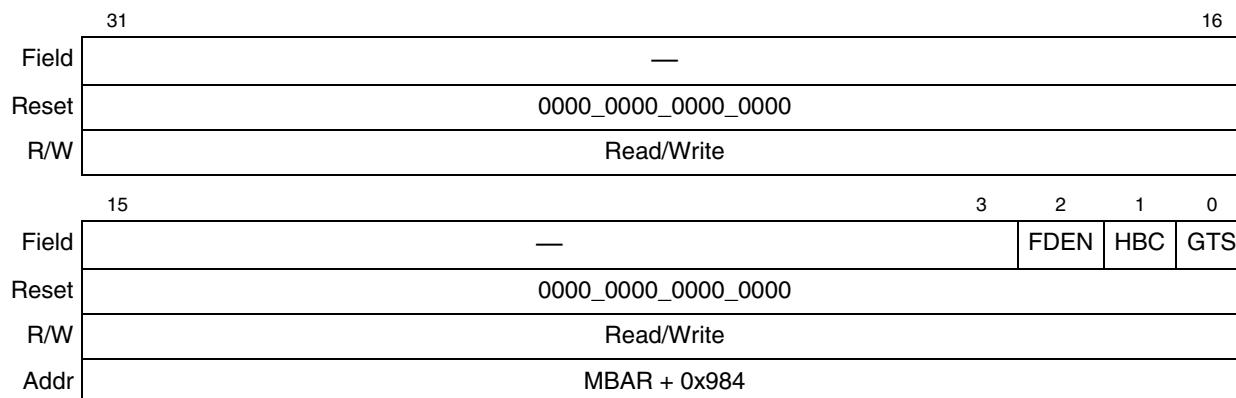 31 16
Field —
Reset 0000_0000_0000_0000
R/W Read/Write
15 3 2 1 0
Field — FDEN HBC GTS
Reset 0000_0000_0000_0000
R/W Read/Write
Addr MBAR + 0x984